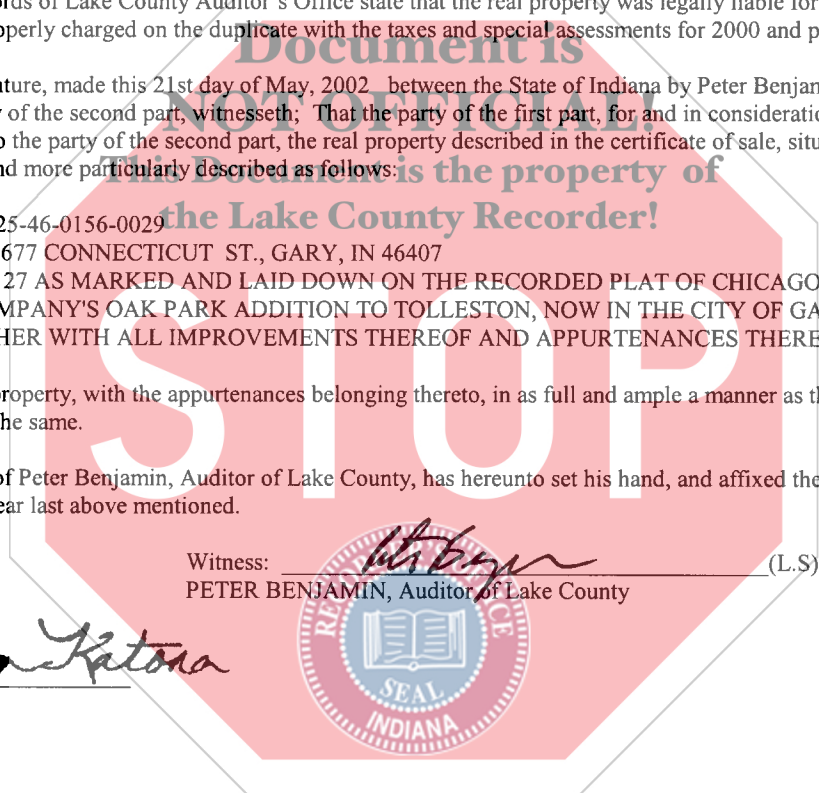 rds of Lake County Auditor's Office state that the real property was legally liable for
operly charged on the duplicate with the taxes and special assessments for 2000 and p
Document is
ture, made this 21st day of May, 2002 between the State of Indiana by Peter Benjam
NOT OFFICIAL!
y of the second part, witnesseth; That the party of the first part, for and in consideratio
o the party of the second part, the real property described in the certificate of sale, situ
nd more particularly described as follows:
This Document is the property of
the Lake County Recorder!
25-46-0156-0029
677 CONNECTICUT ST., GARY, IN 46407
27 AS MARKED AND LAID DOWN ON THE RECORDED PLAT OF CHICAGO
MPANY'S OAK PARK ADDITION TO TOLLESTON, NOW IN THE CITY OF GA
HER WITH ALL IMPROVEMENTS THEREOF AND APPURTENANCES THERE
STOP
property, with the appurtenances belonging thereto, in as full and ample a manner as th
he same.
of Peter Benjamin, Auditor of Lake County, has hereunto set his hand, and affixed the
ear last above mentioned.
Witness: (L.S)
PETER BENJAMIN, Auditor of Lake County
Katona
SEAL
INDIANA